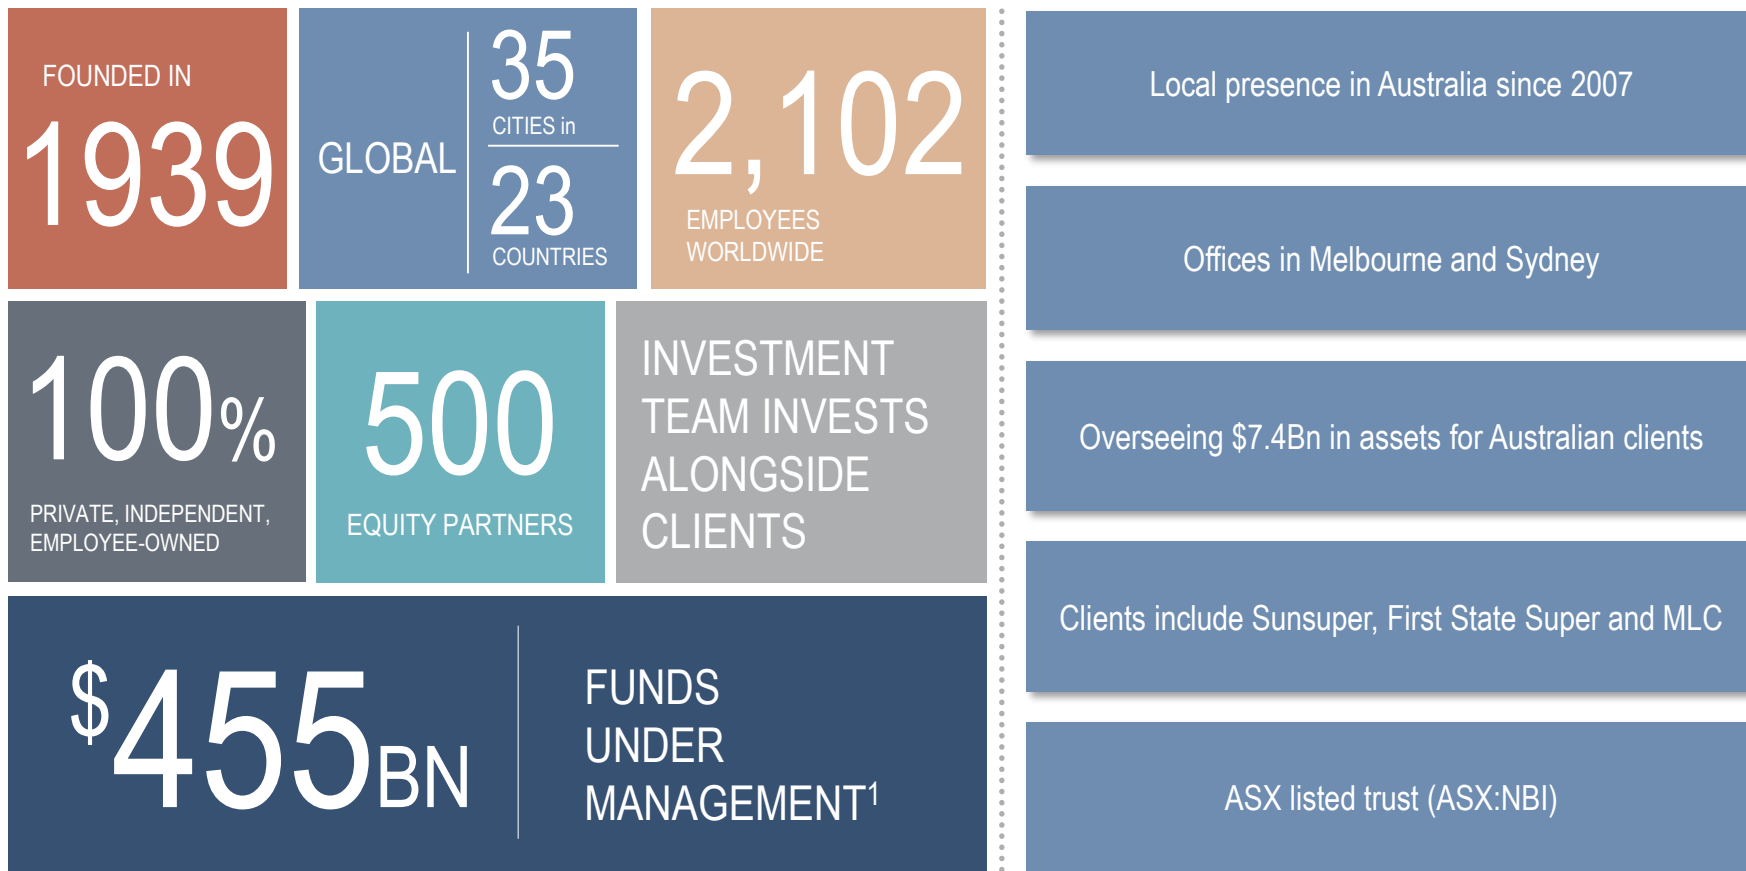 FOUNDED IN
1939
GLOBAL
35
CITIES in
23
COUNTRIES
2,102
EMPLOYEES
WORLDWIDE
100%
PRIVATE, INDEPENDENT,
EMPLOYEE-OWNED
500
EQUITY PARTNERS
INVESTMENT
TEAM INVESTS
ALONGSIDE
CLIENTS
$455BN
FUNDS
UNDER
MANAGEMENT¹
Local presence in Australia since 2007
Offices in Melbourne and Sydney
Overseeing $7.4Bn in assets for Australian clients
Clients include Sunsuper, First State Super and MLC
ASX listed trust (ASX:NBI)